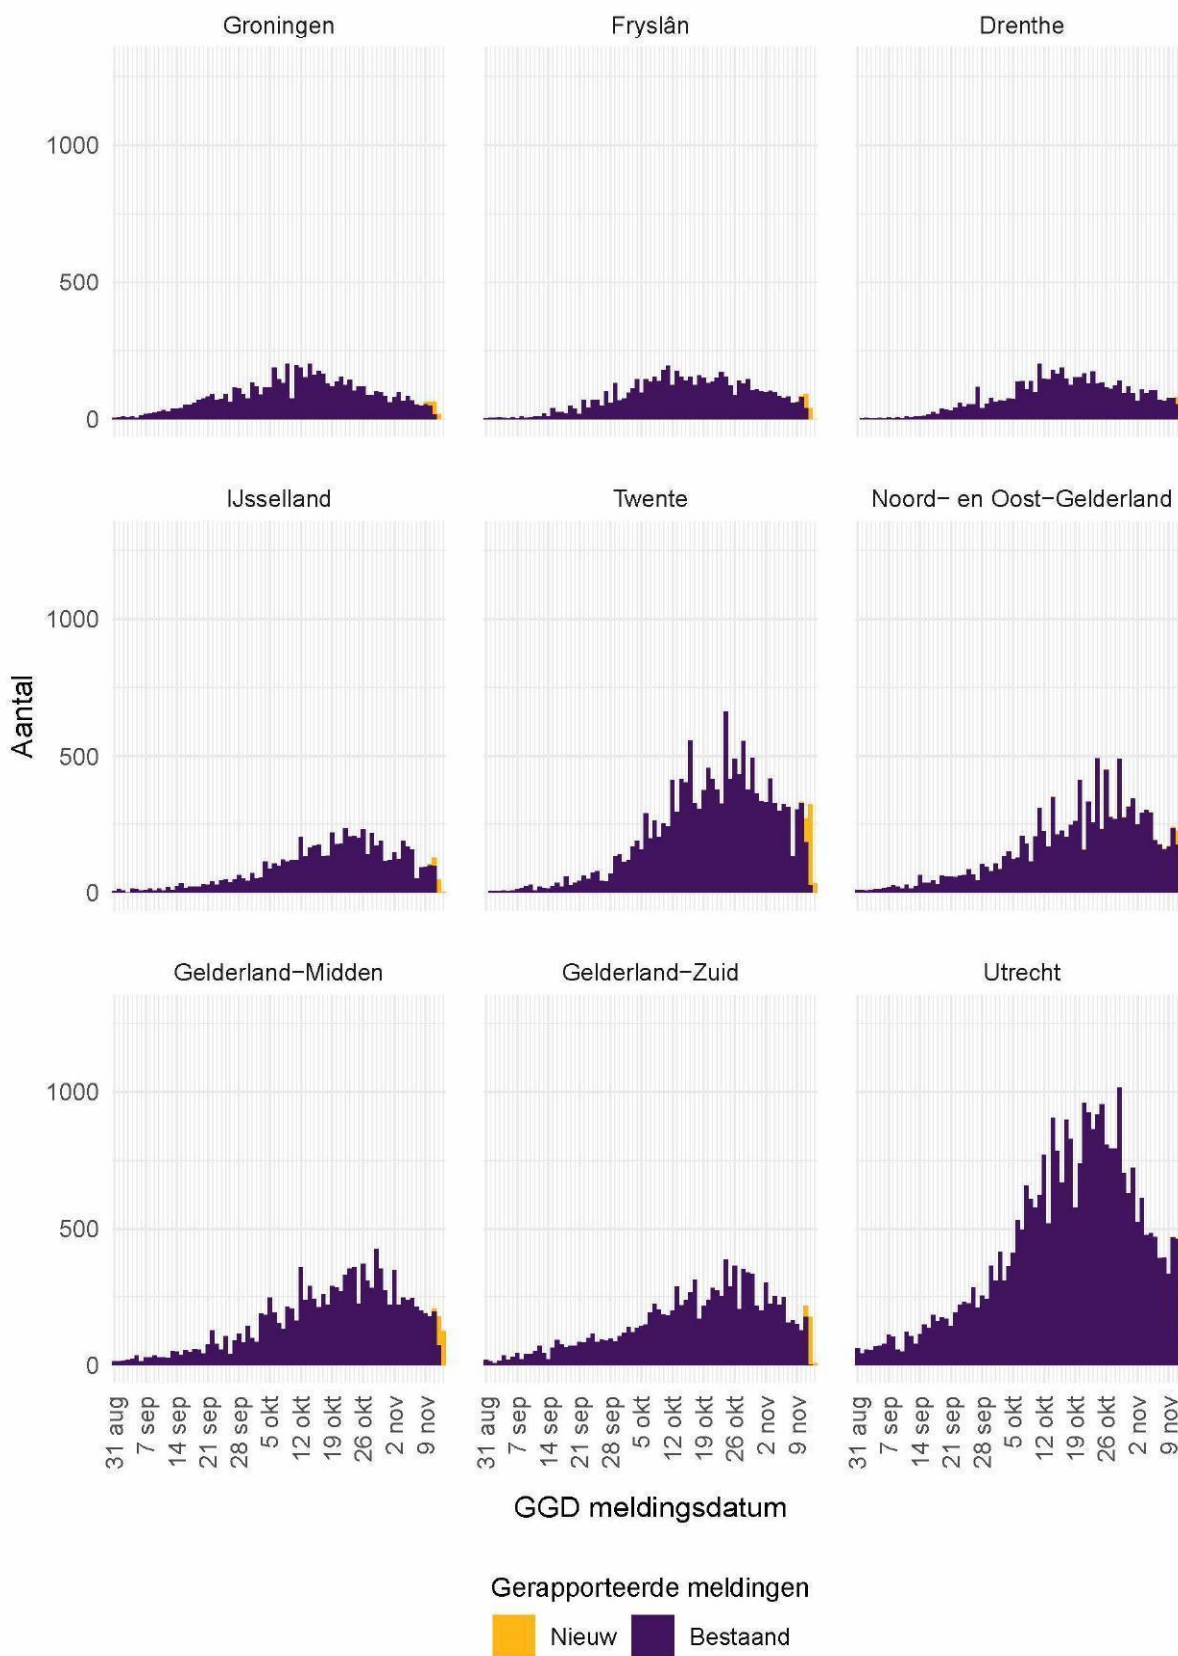 Groningen Fryslân Drenthe
1000
500
0
IJsselland Twente Noord− en Oost−Gelderland
1000
500
0
Aantal
Gelderland−Midden Gelderland−Zuid Utrecht
1000
500
0
31 aug 7 sep 14 sep 21 sep 28 sep 5 okt 12 okt 19 okt 26 okt 2 nov 9 nov 31 aug 7 sep 14 sep 21 sep 28 sep 5 okt 12 okt 19 okt 26 okt 2 nov 9 nov 31 aug 7 sep 14 sep 21 sep 28 sep 5 okt 12 okt 19 okt 26 okt 2 nov 9 nov
GGD meldingsdatum
Gerapporteerde meldingen
Nieuw Bestaand